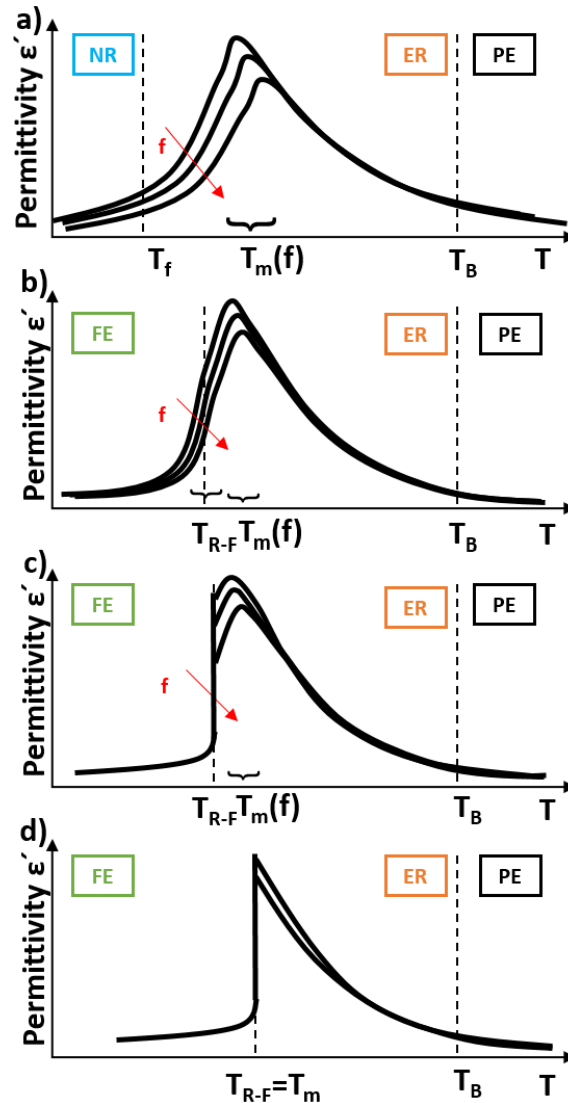 a)
Permittivity ε´
NR
ER
PE
f
T_f
T_m(f)
T_B
T
b)
Permittivity ε´
FE
ER
PE
f
T_R-F T_m(f)
T_B
T
c)
Permittivity ε´
FE
ER
PE
f
T_R-F T_m(f)
T_B
T
d)
Permittivity ε´
FE
ER
PE
T_R-F=T_m
T_B
T